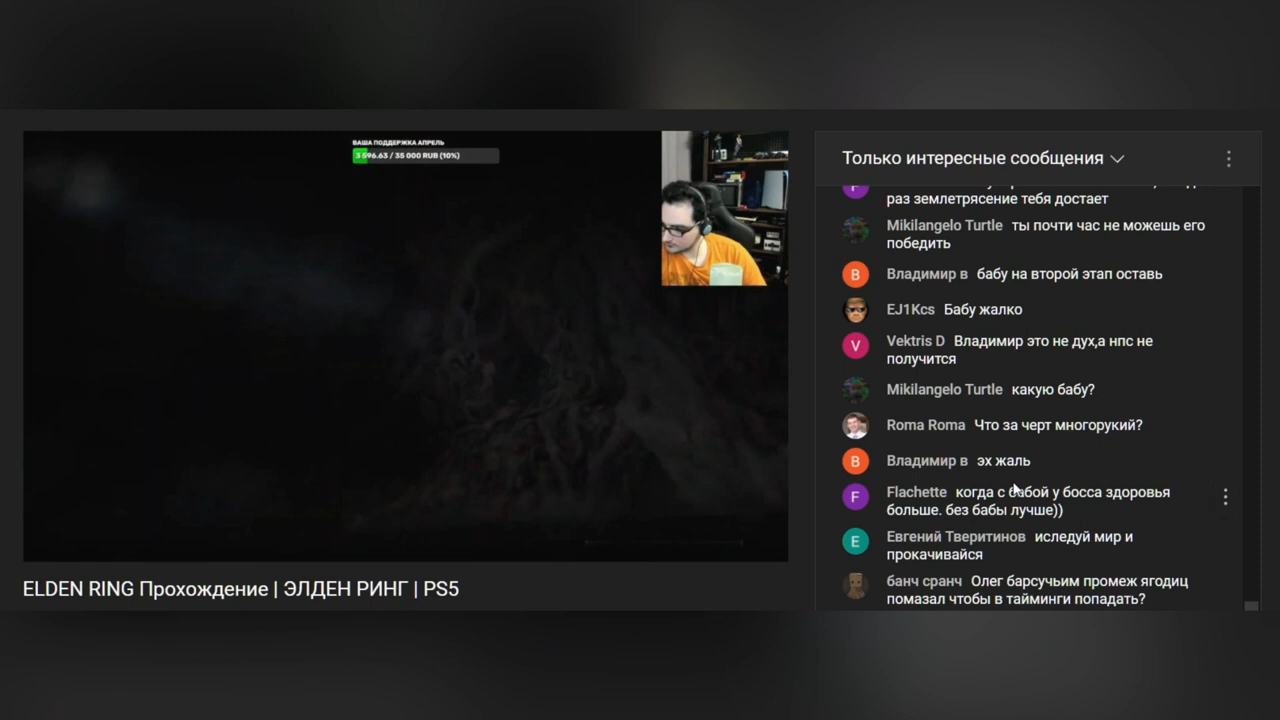 ВАША ПОДДЕРЖКА АПРЕЛЬ
3 596.63 / 35 000 RUB (10%)
ELDEN RING Прохождение | ЭЛДЕН РИНГ | PS5
Только интересные сообщения
раз землетрясение тебя достает
Mikilangelo Turtle ты почти час не можешь его
победить
В Владимир в бабу на второй этап оставь
EJ1Kcs Бабу жалко
V Vektris D Владимир это не дух,а нпс не
получится
Mikilangelo Turtle какую бабу?
Roma Roma Что за черт многорукий?
В Владимир в эх жаль
F Flachette когда с бабой у босса здоровья
больше. без бабы лучше))
Е Евгений Тверитинов иследуй мир и
прокачивайся
банч сранч Олег барсучьим промеж ягодиц
помазал чтобы в тайминги попадать?